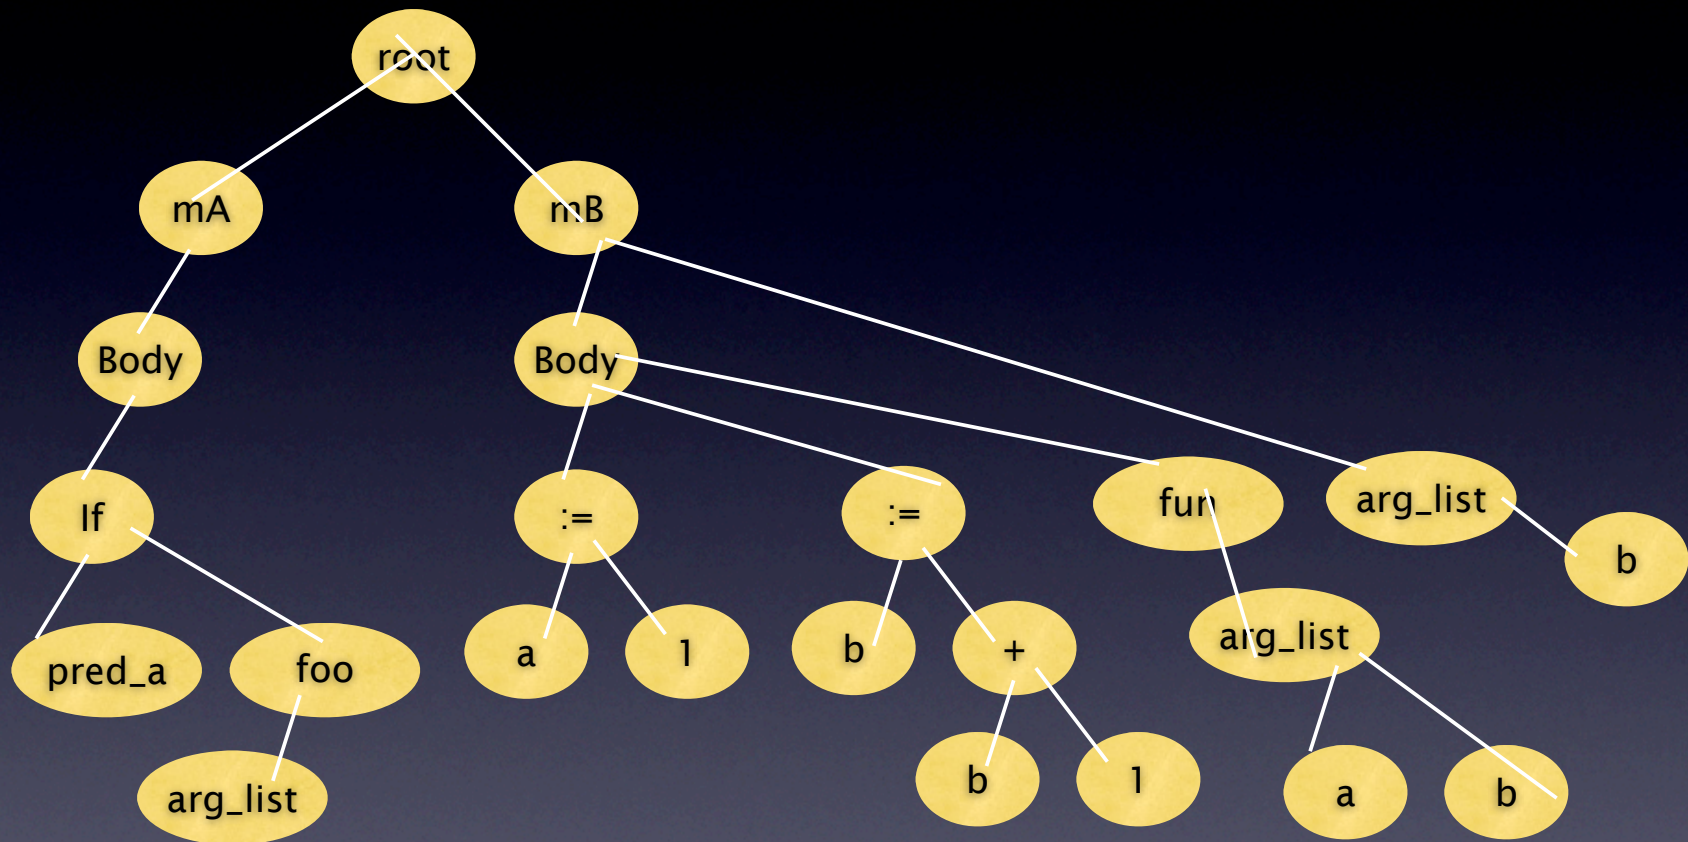 root
mA
mB
Body
Body
If
:=
:=
fun
arg_list
b
pred_a
foo
a
1
b
+
arg_list
arg_list
b
1
a
b